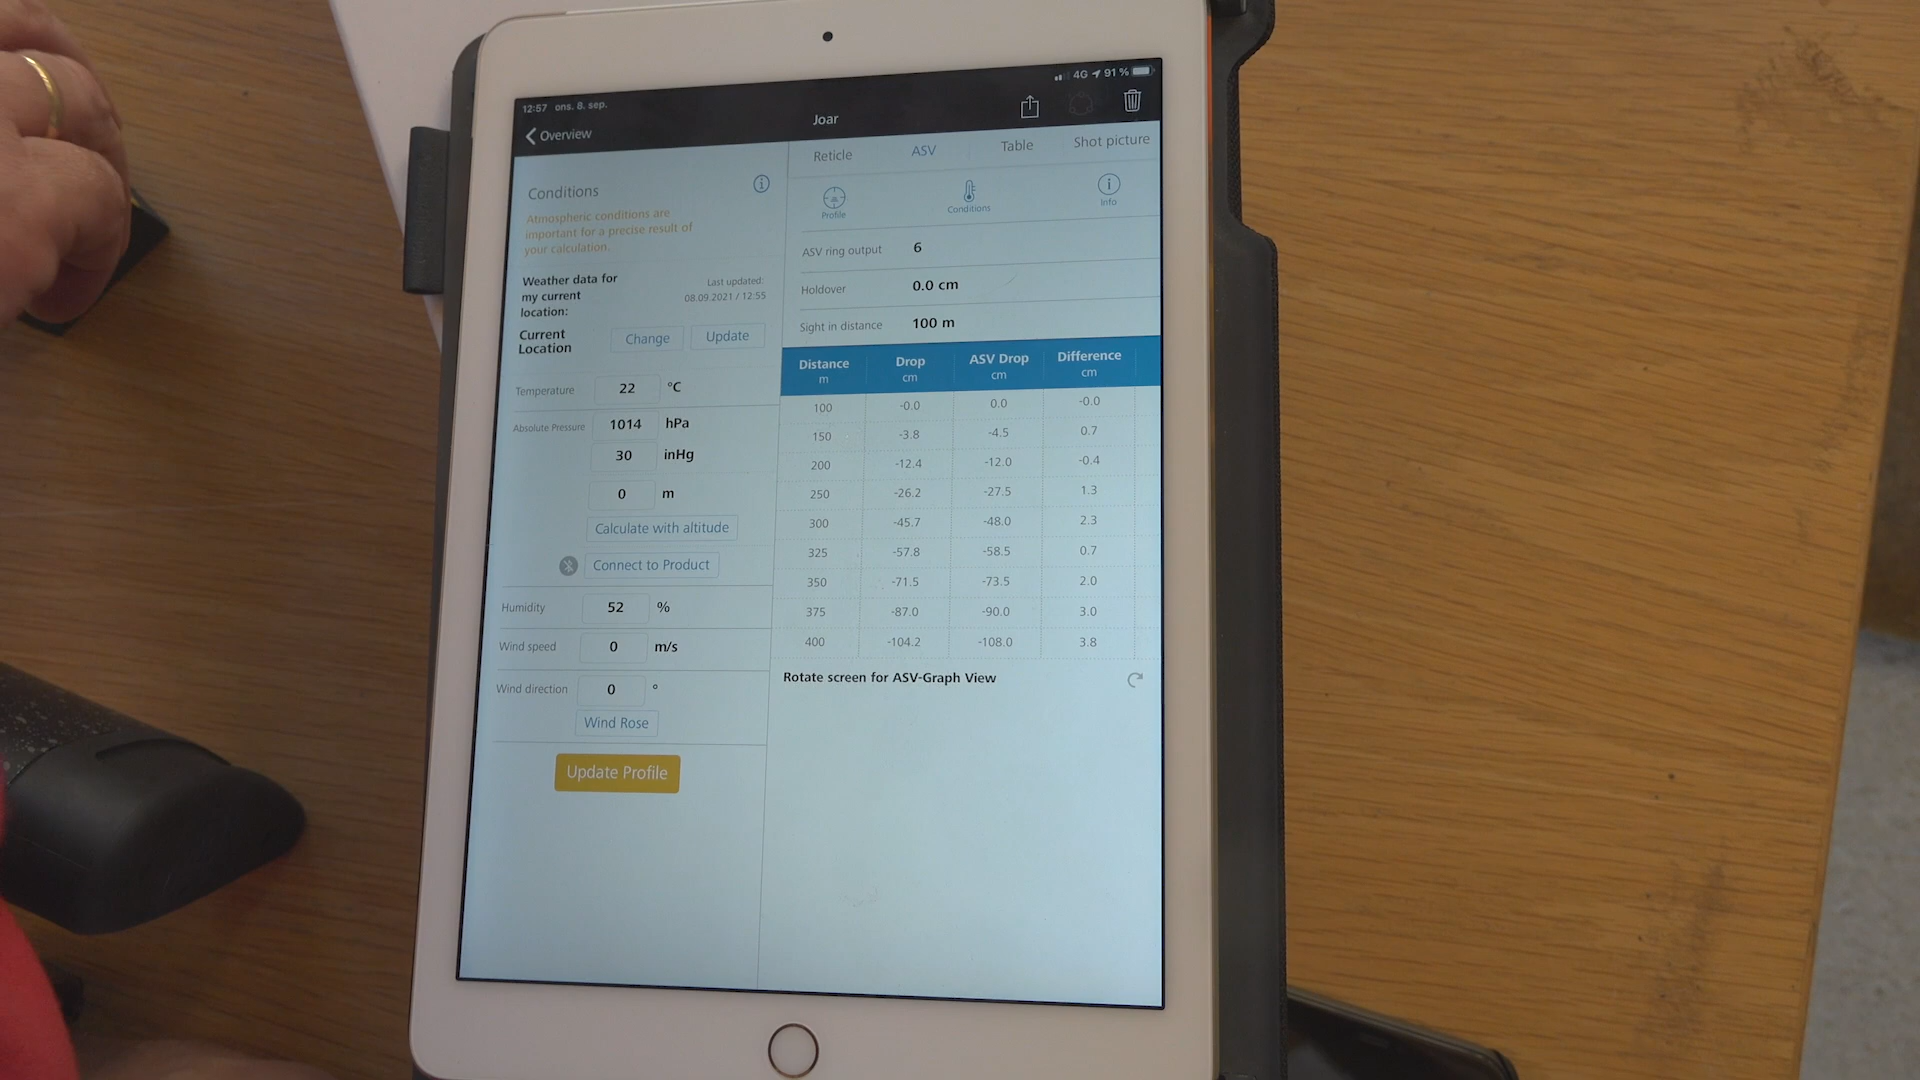 12:57 ons. 8. sep.
4G 91 %
Overview
Joar
Conditions
Atmospheric conditions are
important for a precise result of
your calculation.
Weather data for
my current
location:
Last updated:
08.09.2021 / 12:55
Current
Location
Change
Update
Temperature 22 °C
Absolute Pressure 1014 hPa
30 inHg
0 m
Calculate with altitude
Connect to Product
Humidity 52 %
Wind speed 0 m/s
Wind direction 0 °
Wind Rose
Update Profile
Reticle ASV Table Shot picture
Profile Conditions Info
ASV ring output 6
Holdover 0.0 cm
Sight in distance 100 m
Distance Drop ASV Drop Difference
m cm cm cm
100 -0.0 0.0 -0.0
150 -3.8 -4.5 0.7
200 -12.4 -12.0 -0.4
250 -26.2 -27.5 1.3
300 -45.7 -48.0 2.3
325 -57.8 -58.5 0.7
350 -71.5 -73.5 2.0
375 -87.0 -90.0 3.0
400 -104.2 -108.0 3.8
Rotate screen for ASV-Graph View